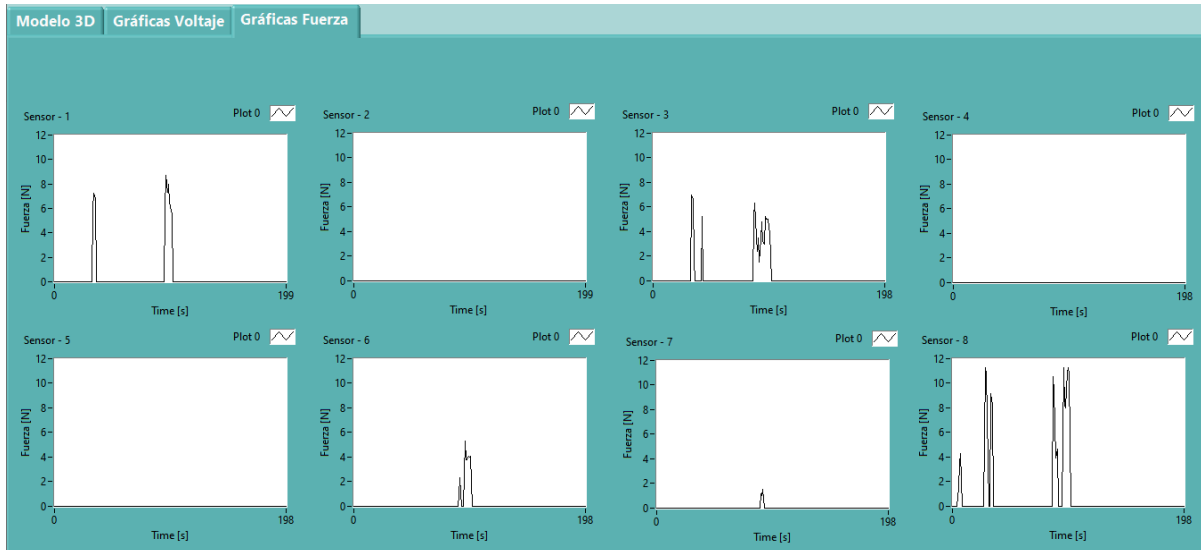 Modelo 3D Gráficas Voltaje Gráficas Fuerza
Sensor - 1 Plot 0
12
10
8
6
4
2
0
Fuerza [N]
0 199
Time [s]
Sensor - 2 Plot 0
12
10
8
6
4
2
0
Fuerza [N]
0 199
Time [s]
Sensor - 3 Plot 0
12
10
8
6
4
2
0
Fuerza [N]
0 198
Time [s]
Sensor - 4 Plot 0
12
10
8
6
4
2
0
Fuerza [N]
0 198
Time [s]
Sensor - 5 Plot 0
12
10
8
6
4
2
0
Fuerza [N]
0 198
Time [s]
Sensor - 6 Plot 0
12
10
8
6
4
2
0
Fuerza [N]
0 198
Time [s]
Sensor - 7 Plot 0
12
10
8
6
4
2
0
Fuerza [N]
0 198
Time [s]
Sensor - 8 Plot 0
12
10
8
6
4
2
0
Fuerza [N]
0 198
Time [s]